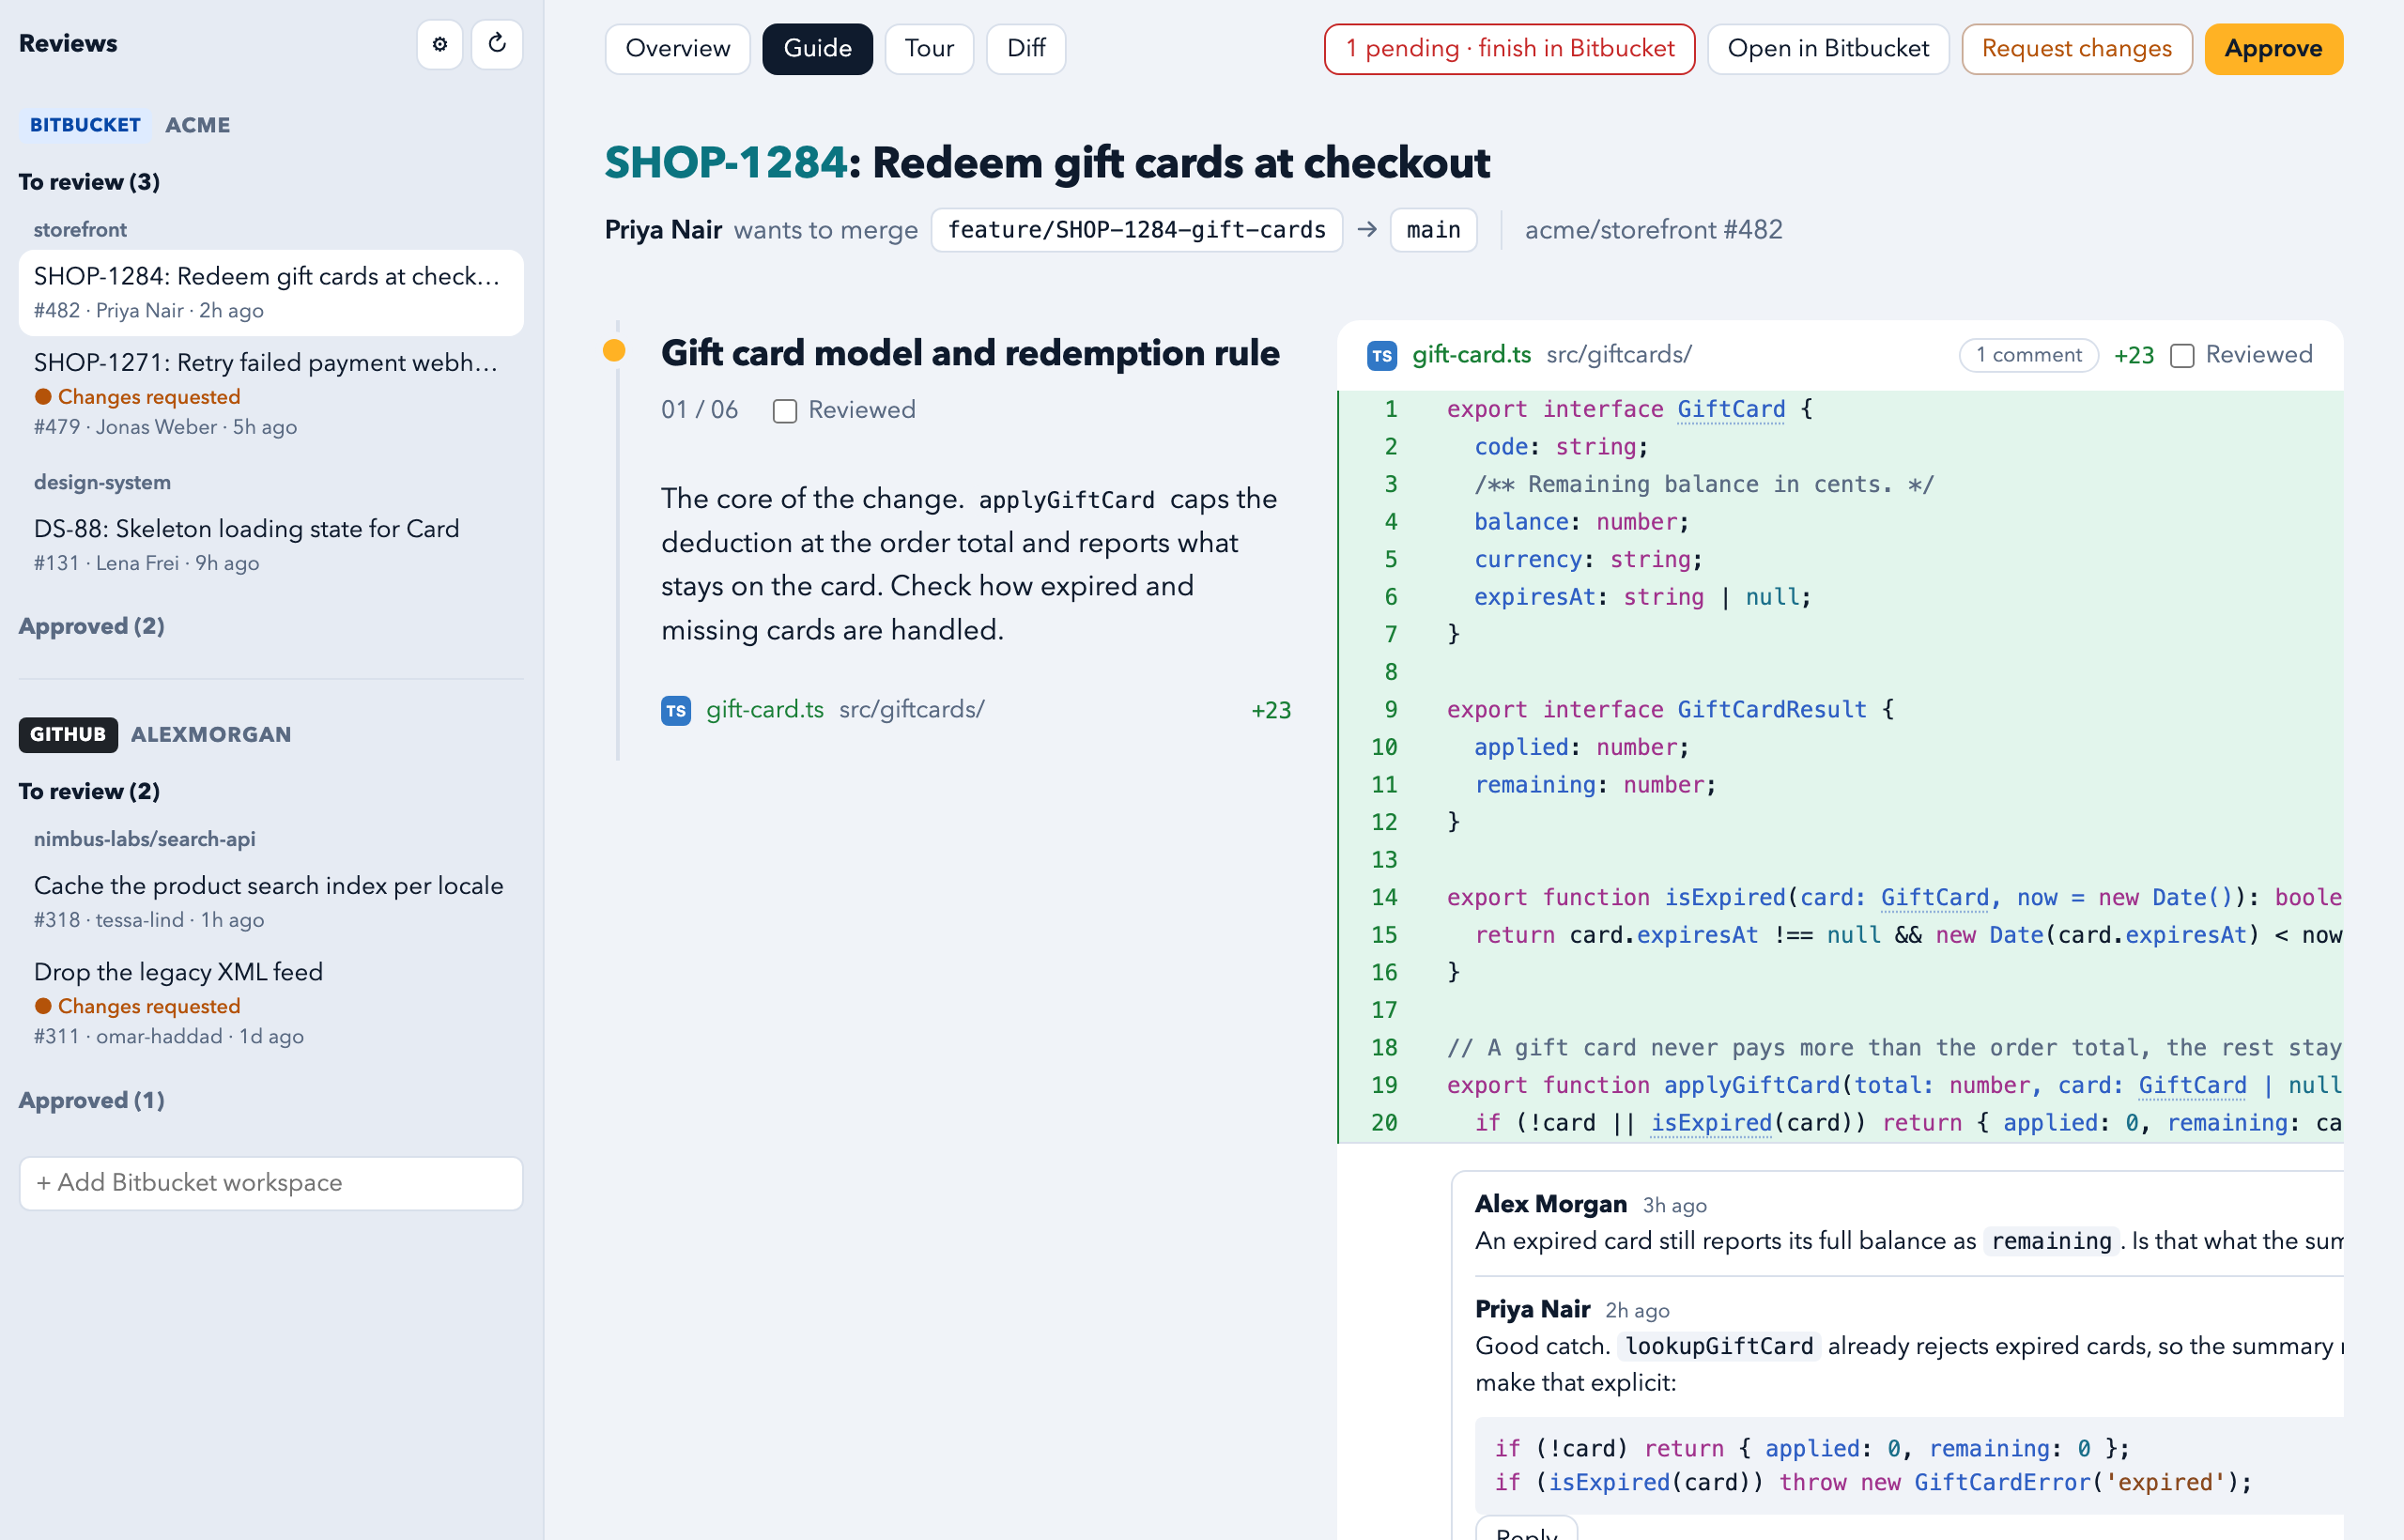 Reviews
BITBUCKET ACME
To review (3)
storefront
SHOP-1284: Redeem gift cards at check…
#482 · Priya Nair · 2h ago
SHOP-1271: Retry failed payment webh…
Changes requested
#479 · Jonas Weber · 5h ago
design-system
DS-88: Skeleton loading state for Card
#131 · Lena Frei · 9h ago
Approved (2)
GITHUB ALEXMORGAN
To review (2)
nimbus-labs/search-api
Cache the product search index per locale
#318 · tessa-lind · 1h ago
Drop the legacy XML feed
Changes requested
#311 · omar-haddad · 1d ago
Approved (1)
+ Add Bitbucket workspace
Overview Guide Tour Diff
1 pending · finish in Bitbucket Open in Bitbucket Request changes Approve
SHOP-1284: Redeem gift cards at checkout
Priya Nair wants to merge feature/SHOP-1284-gift-cards → main acme/storefront #482
Gift card model and redemption rule
01 / 06 Reviewed
The core of the change. applyGiftCard caps the
deduction at the order total and reports what
stays on the card. Check how expired and
missing cards are handled.
TS gift-card.ts src/giftcards/ +23
TS gift-card.ts src/giftcards/ 1 comment +23 Reviewed
1 export interface GiftCard {
2 code: string;
3 /** Remaining balance in cents. */
4 balance: number;
5 currency: string;
6 expiresAt: string | null;
7 }
8
9 export interface GiftCardResult {
10 applied: number;
11 remaining: number;
12 }
13
14 export function isExpired(card: GiftCard, now = new Date()): boole
15 return card.expiresAt !== null && new Date(card.expiresAt) < now
16 }
17
18 // A gift card never pays more than the order total, the rest stay
19 export function applyGiftCard(total: number, card: GiftCard | null
20 if (!card || isExpired(card)) return { applied: 0, remaining: ca
Alex Morgan 3h ago
An expired card still reports its full balance as remaining. Is that what the sum
Priya Nair 2h ago
Good catch. lookupGiftCard already rejects expired cards, so the summary
make that explicit:
if (!card) return { applied: 0, remaining: 0 };
if (isExpired(card)) throw new GiftCardError('expired');
Reply